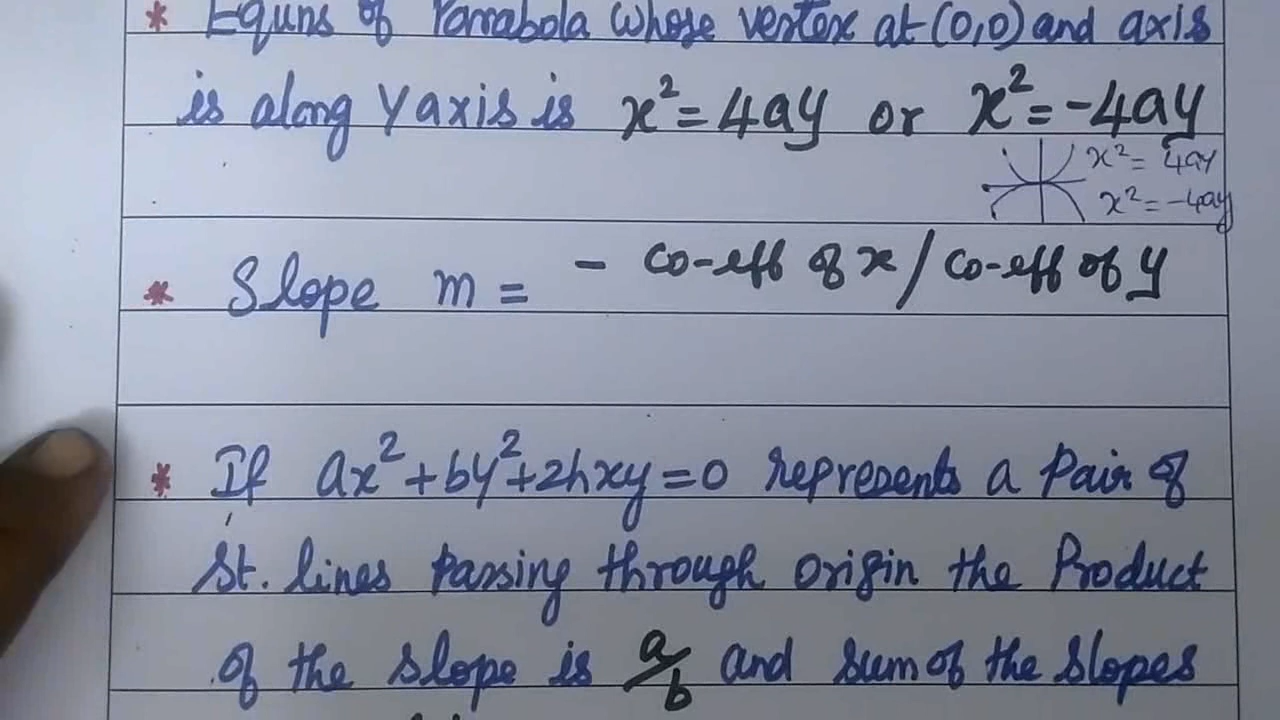 * Equns of Parrabola whose vertex at (0,0) and axis
is along Y axis is x² = 4ay or x² = -4ay
x² = 4ay
x² = -4ay
* Slope m = - co-eff of x / co-eff of y
* If ax² + by² + 2hxy = 0 represents a Pair of
St. lines passing through origin the Product
of the slope is a/b and sum of the slopes